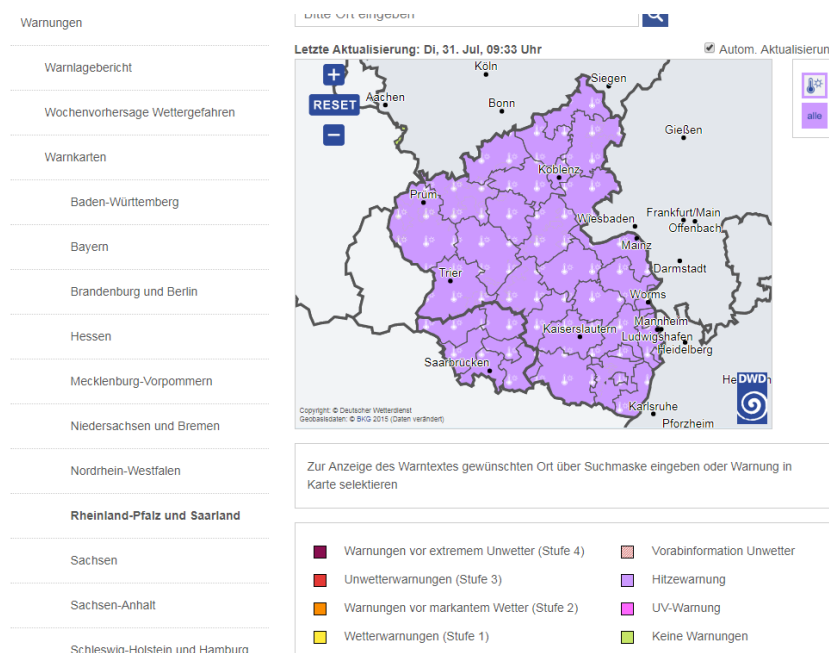 Bitte Ort eingeben
Warnungen
Letzte Aktualisierung: Di, 31. Jul, 09:33 Uhr
Autom. Aktualisierun
Warnlagebericht
Wochenvorhersage Wettergefahren
Warnkarten
Baden-Württemberg
Bayern
Brandenburg und Berlin
Hessen
Mecklenburg-Vorpommern
Niedersachsen und Bremen
Nordrhein-Westfalen
Rheinland-Pfalz und Saarland
Sachsen
Sachsen-Anhalt
Schleswig-Holstein und Hamburg
+
RESET
−
Köln
Siegen
Aachen
Bonn
Gießen
Koblenz
Prüm
Wiesbaden
Frankfurt/Main
Offenbach
Mainz
Trier
Darmstadt
Worms
Kaiserslautern
Mannheim
Ludwigshafen
Heidelberg
Saarbrücken
DWD
Karlsruhe
Pforzheim
alle
Copyright: © Deutscher Wetterdienst
Geobasisdaten: © BKG 2015 (Daten verändert)
Zur Anzeige des Warntextes gewünschten Ort über Suchmaske eingeben oder Warnung in
Karte selektieren
Warnungen vor extremem Unwetter (Stufe 4)
Unwetterwarnungen (Stufe 3)
Warnungen vor markantem Wetter (Stufe 2)
Wetterwarnungen (Stufe 1)
Vorabinformation Unwetter
Hitzewarnung
UV-Warnung
Keine Warnungen